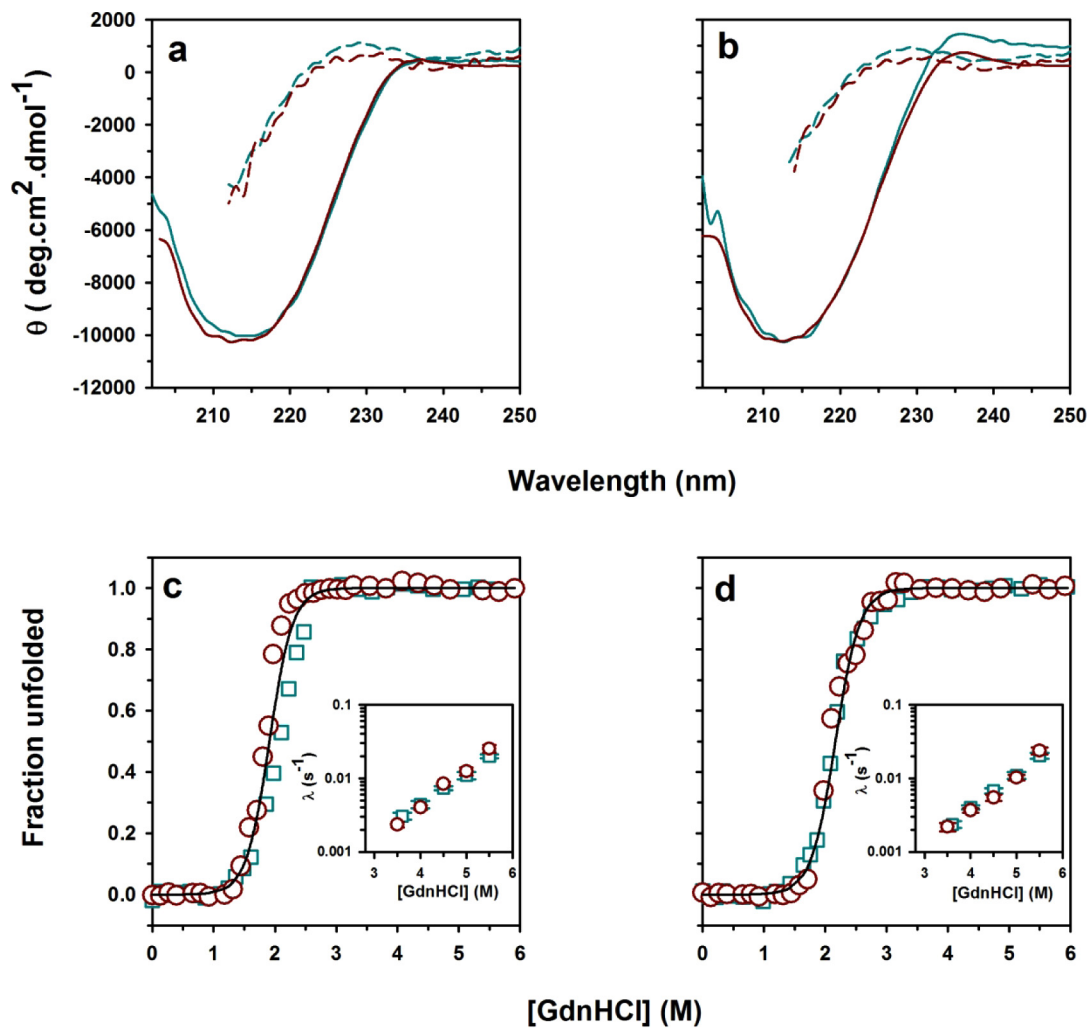 a
b
2000
0
-2000
-4000
-6000
-8000
-10000
-12000
θ ( deg.cm².dmol⁻¹)
210 220 230 240 250
210 220 230 240 250
Wavelength (nm)
c
d
1.0
0.8
0.6
0.4
0.2
0.0
Fraction unfolded
0.1
0.01
0.001
λ (s⁻¹)
3 4 5 6
[GdnHCl] (M)
0.1
0.01
0.001
λ (s⁻¹)
3 4 5 6
[GdnHCl] (M)
0 1 2 3 4 5 6
0 1 2 3 4 5 6
[GdnHCl] (M)